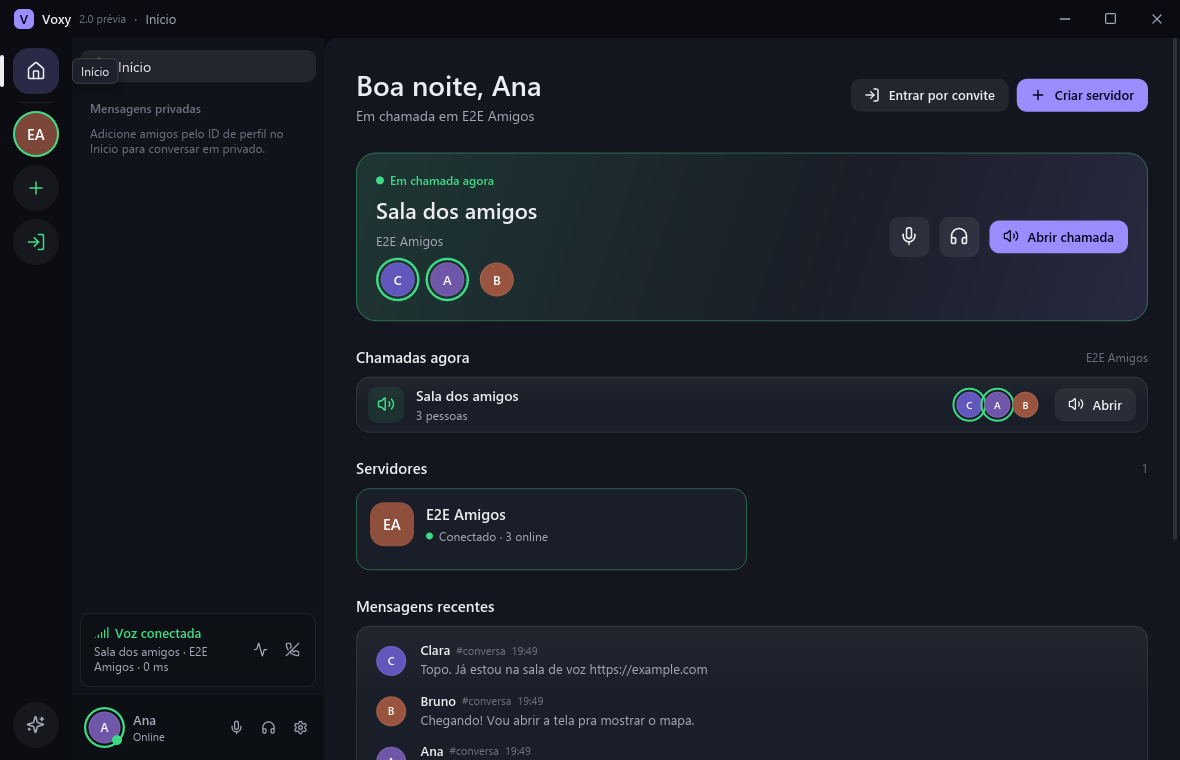 V Voxy 2.0 prévia · Início
Início
Início
Mensagens privadas
Adicione amigos pelo ID de perfil no
Início para conversar em privado.
EA
Boa noite, Ana
Em chamada em E2E Amigos
Entrar por convite
Criar servidor
Em chamada agora
Sala dos amigos
E2E Amigos
C A B
Abrir chamada
Chamadas agora
E2E Amigos
Sala dos amigos
3 pessoas
C A B
Abrir
Servidores
1
EA
E2E Amigos
Conectado · 3 online
Mensagens recentes
C
Clara #conversa 19:49
Topo. Já estou na sala de voz https://example.com
B
Bruno #conversa 19:49
Chegando! Vou abrir a tela pra mostrar o mapa.
A
Ana #conversa 19:49
Voz conectada
Sala dos amigos · E2E
Amigos · 0 ms
A
Ana
Online